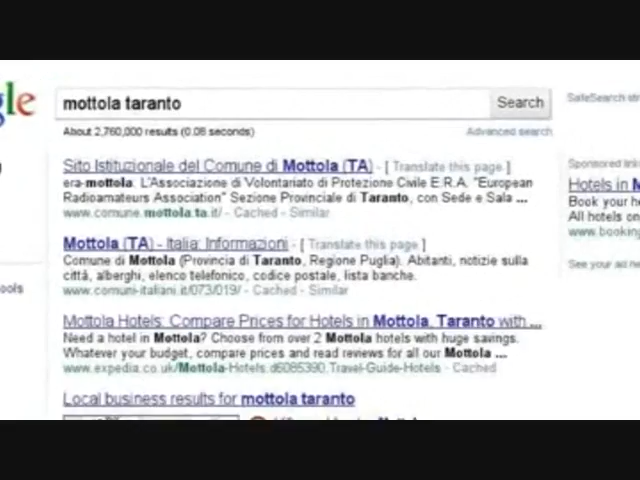 gle
mottola taranto
Search
SafeSearch
About 2,760,000 results (0.08 seconds)
Advanced search
Sito Istituzionale del Comune di Mottola (TA) - [ Translate this page ]
era-mottola. L'Associazione di Volontariato di Protezione Civile E.R.A. "European
Radioamateurs Association" Sezione Provinciale di Taranto, con Sede e Sala ...
www.comune.mottola.ta.it/ - Cached - Similar
Mottola (TA) - Italia: Informazioni - [ Translate this page ]
Comune di Mottola (Provincia di Taranto, Regione Puglia). Abitanti, notizie sulla
città, alberghi, elenco telefonico, codice postale, lista banche.
www.comuni-italiani.it/073/019/ - Cached - Similar
Mottola Hotels: Compare Prices for Hotels in Mottola, Taranto with ...
Need a hotel in Mottola? Choose from over 2 Mottola hotels with huge savings.
Whatever your budget, compare prices and read reviews for all our Mottola ...
www.expedia.co.uk/Mottola-Hotels.d6085390.Travel-Guide-Hotels - Cached
Local business results for mottola taranto
Sponsored link
Hotels in M
Book your h
All hotels on
www.booking
See your ad he
ools